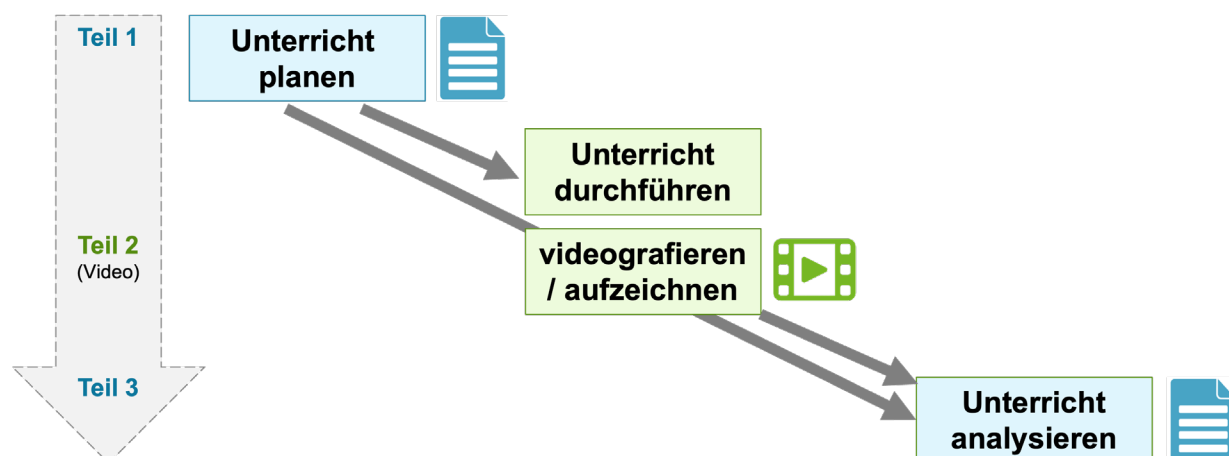 Teil 1
Unterricht
planen
Unterricht
durchführen
Teil 2
(Video)
videografieren
/ aufzeichnen
Teil 3
Unterricht
analysieren